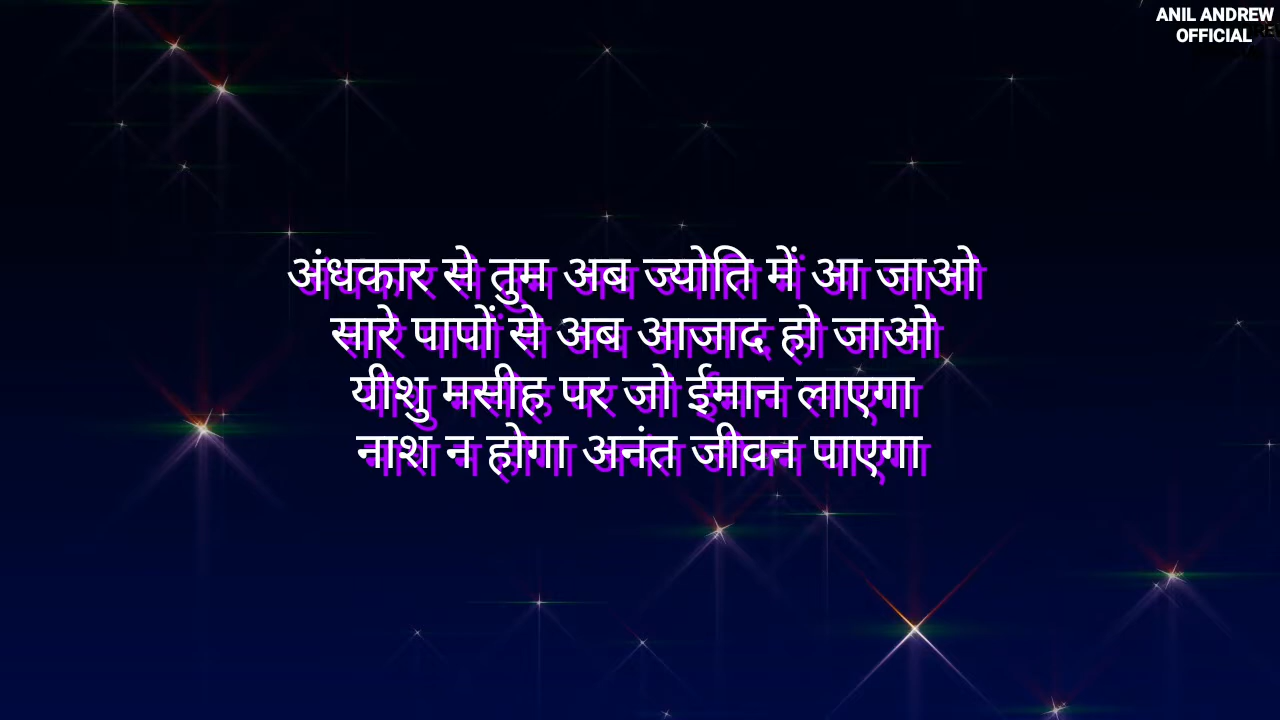 ANIL ANDREW
OFFICIAL
अंधकार से तुम अब ज्योति में आ जाओ
सारे पापों से अब आजाद हो जाओ
यीशु मसीह पर जो ईमान लाएगा
नाश न होगा अनंत जीवन पाएगा